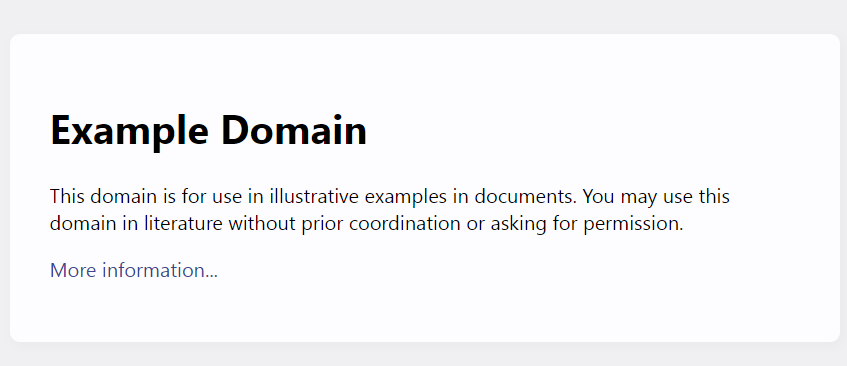 Example Domain
This domain is for use in illustrative examples in documents. You may use this
domain in literature without prior coordination or asking for permission.
More information...